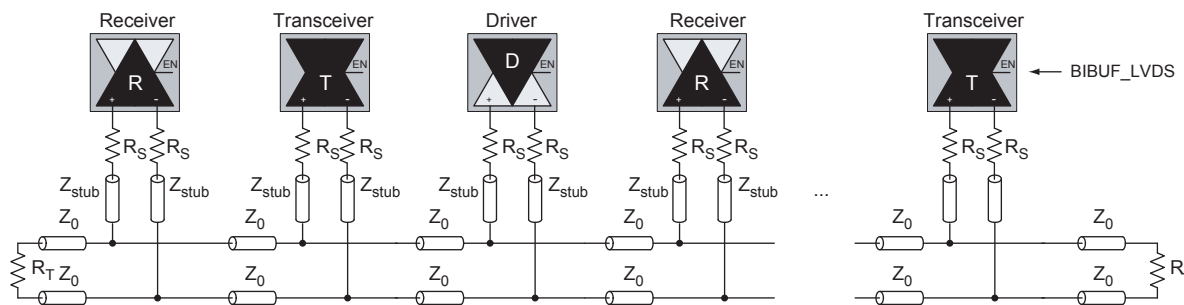 Receiver Transceiver Driver Receiver Transceiver
EN EN D EN EN EN BIBUF_LVDS
R T R T
+ - + - + - + - + -
RS RS RS RS RS RS RS RS RS RS
Zstub Zstub Zstub Zstub Zstub Zstub Zstub Zstub ...
Z0 Z0 Z0 Z0 Z0 Z0
RT Z0 Z0 Z0 Z0 Z0 Z0 R